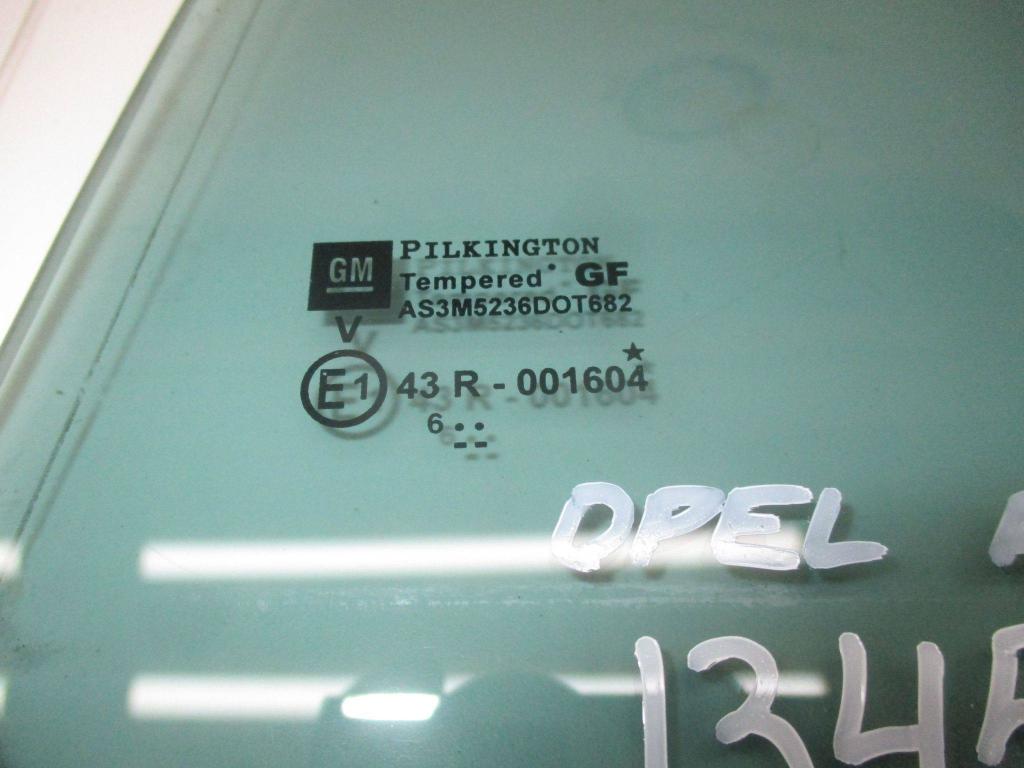 GM PILKINGTON
Tempered GF
AS3M5236DOT682
V
E1 43 R - 001604
6
OPEL
134